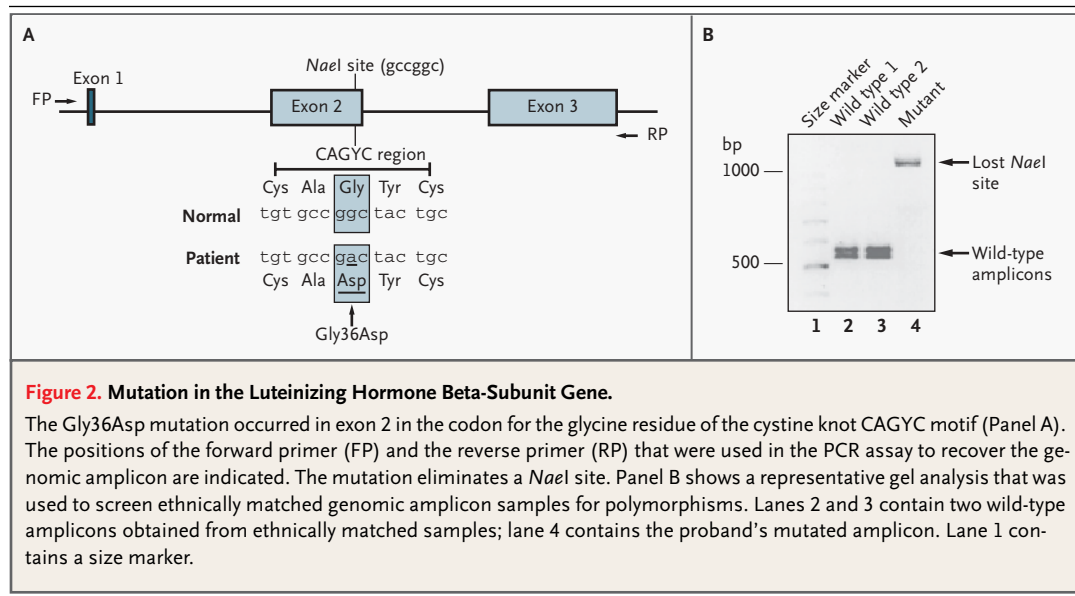 A
NaeI site (gccggc)
Exon 1
FP
Exon 2
Exon 3
RP
CAGYC region
Cys Ala Gly Tyr Cys
Normal tgt gcc ggc tac tgc
Patient tgt gcc gac tac tgc
Cys Ala Asp Tyr Cys
Gly36Asp
B
Size marker
Wild type 1
Wild type 2
Mutant
bp
1000
Lost NaeI
site
500
Wild-type
amplicons
1 2 3 4
Figure 2. Mutation in the Luteinizing Hormone Beta-Subunit Gene.
The Gly36Asp mutation occurred in exon 2 in the codon for the glycine residue of the cystine knot CAGYC motif (Panel A).
The positions of the forward primer (FP) and the reverse primer (RP) that were used in the PCR assay to recover the ge-
nomic amplicon are indicated. The mutation eliminates a NaeI site. Panel B shows a representative gel analysis that was
used to screen ethnically matched genomic amplicon samples for polymorphisms. Lanes 2 and 3 contain two wild-type
amplicons obtained from ethnically matched samples; lane 4 contains the proband's mutated amplicon. Lane 1 con-
tains a size marker.